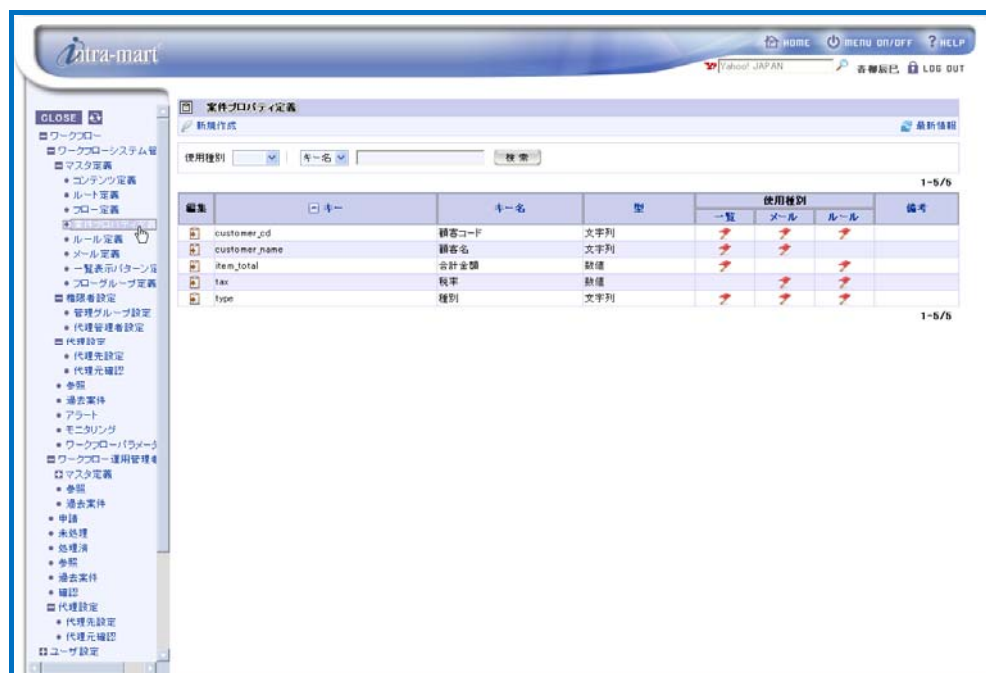 intra-mart
HOME MENU ON/OFF ? HELP
Yahoo! JAPAN 青柳辰巳 LOG OUT
CLOSE
ワークフロー
ワークフローシステム管
マスタ定義
コンテンツ定義
ルート定義
フロー定義
ルール定義
メール定義
一覧表示パターン定
フローグループ定義
権限者設定
管理グループ設定
代理管理者設定
代理設定
代理先設定
代理元確認
参照
過去案件
アラート
モニタリング
ワークフローパラメータ
ワークフロー運用管理者
マスタ定義
参照
過去案件
申請
未処理
処理済
参照
過去案件
確認
代理設定
代理先設定
代理元確認
ユーザ設定
案件プロパティ定義
新規作成 最新情報
使用種別 キー名 検索
1-5/5
編集 キー キー名 型 使用種別 備考
一覧 メール ルール
customer_cd 顧客コード 文字列
customer_name 顧客名 文字列
item_total 合計金額 数値
tax 税率 数値
type 種別 文字列
1-5/5